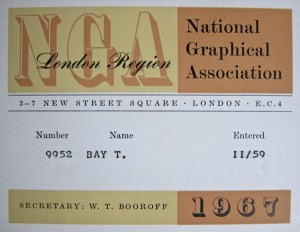 NGA
London Region
National
Graphical
Association
3–7 NEW STREET SQUARE · LONDON · E.C.4
Number Name Entered
9952 BAY T. II/59
SECRETARY: W. T. BOOROFF
1967